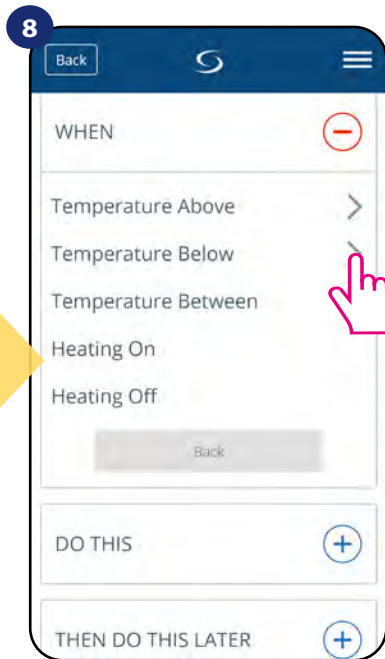 8
Back
WHEN
Temperature Above
Temperature Below
Temperature Between
Heating On
Heating Off
Back
DO THIS
THEN DO THIS LATER